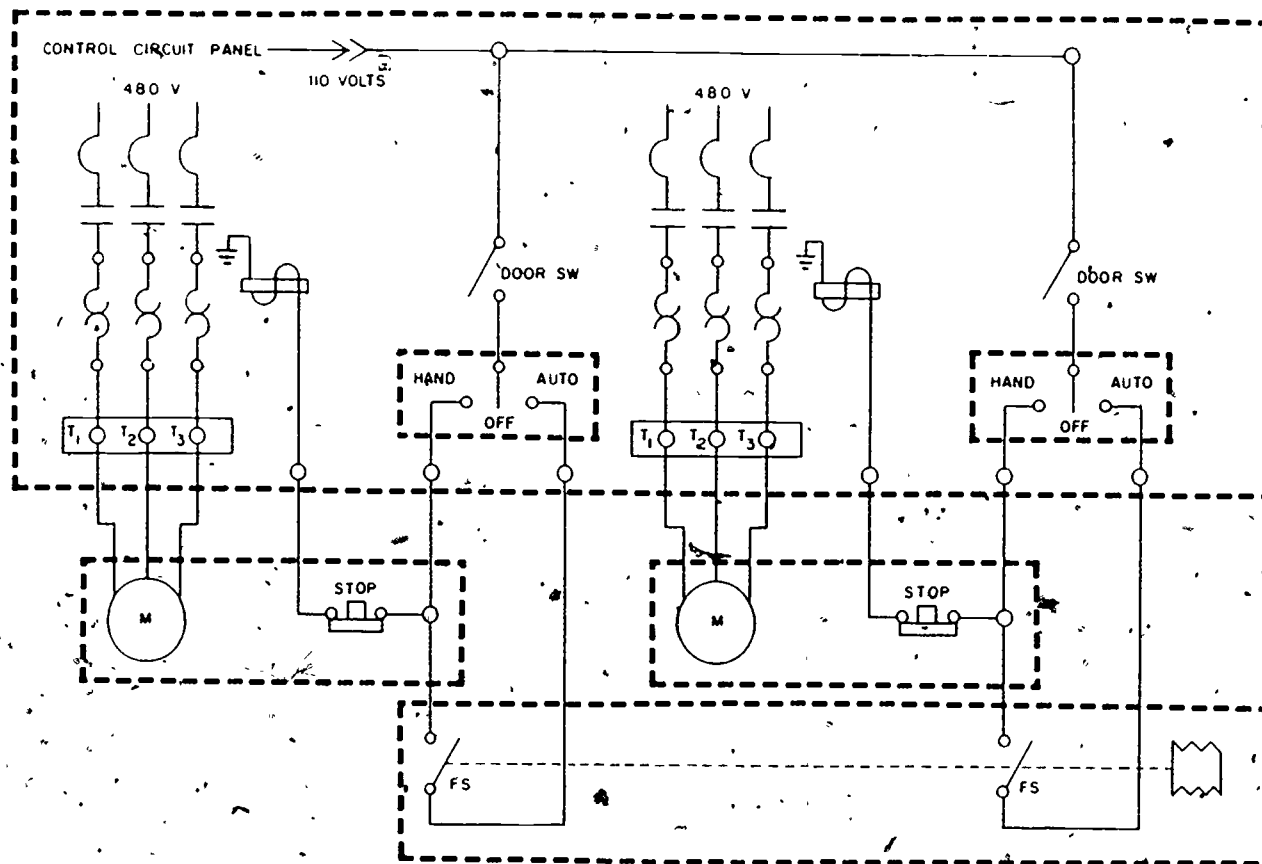 CONTROL CIRCUIT PANEL
110 VOLTS
480 V
480 V
DOOR SW
DOOR SW
HAND
AUTO
OFF
HAND
AUTO
OFF
T1
T2
T3
T1
T2
T3
STOP
M
STOP
M
FS
FS